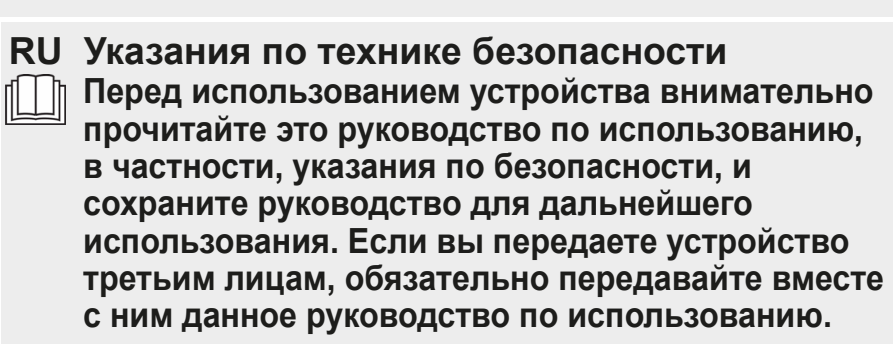 RU Указания по технике безопасности
Перед использованием устройства внимательно
прочитайте это руководство по использованию,
в частности, указания по безопасности, и
сохраните руководство для дальнейшего
использования. Если вы передаете устройство
третьим лицам, обязательно передавайте вместе
с ним данное руководство по использованию.